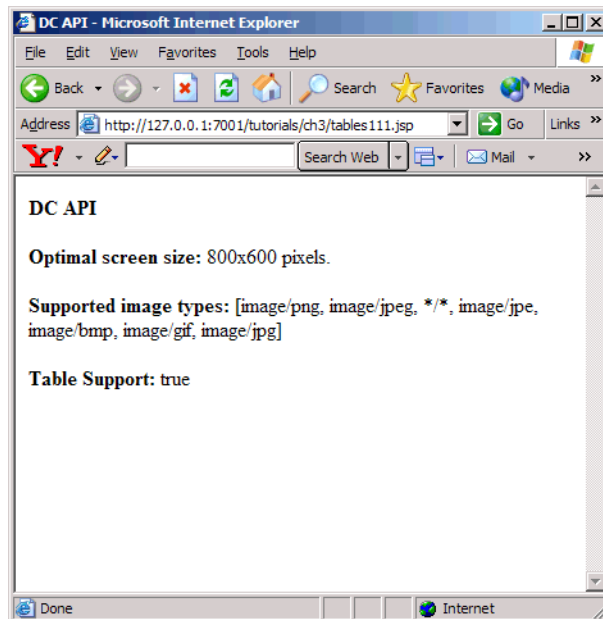 DC API - Microsoft Internet Explorer
File Edit View Favorites Tools Help
Back Search Favorites Media »
Address http://127.0.0.1:7001/tutorials/ch3/tables111.jsp Go Links »
Y! Search Web Mail »
DC API
Optimal screen size: 800x600 pixels.
Supported image types: [image/png, image/jpeg, */*, image/jpe,
image/bmp, image/gif, image/jpg]
Table Support: true
Done Internet